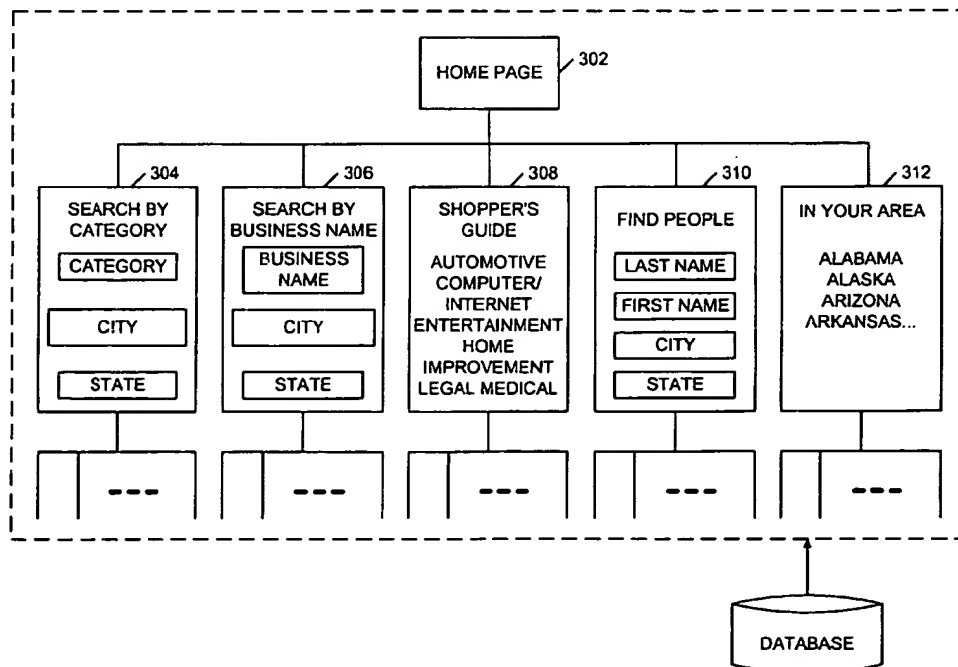 HOME PAGE
302
304
SEARCH BY
CATEGORY
CATEGORY
CITY
STATE
306
SEARCH BY
BUSINESS NAME
BUSINESS
NAME
CITY
STATE
308
SHOPPER'S
GUIDE
AUTOMOTIVE
COMPUTER/
INTERNET
ENTERTAINMENT
HOME
IMPROVEMENT
LEGAL MEDICAL
310
FIND PEOPLE
LAST NAME
FIRST NAME
CITY
STATE
312
IN YOUR AREA
ALABAMA
ALASKA
ARIZONA
ARKANSAS...
DATABASE